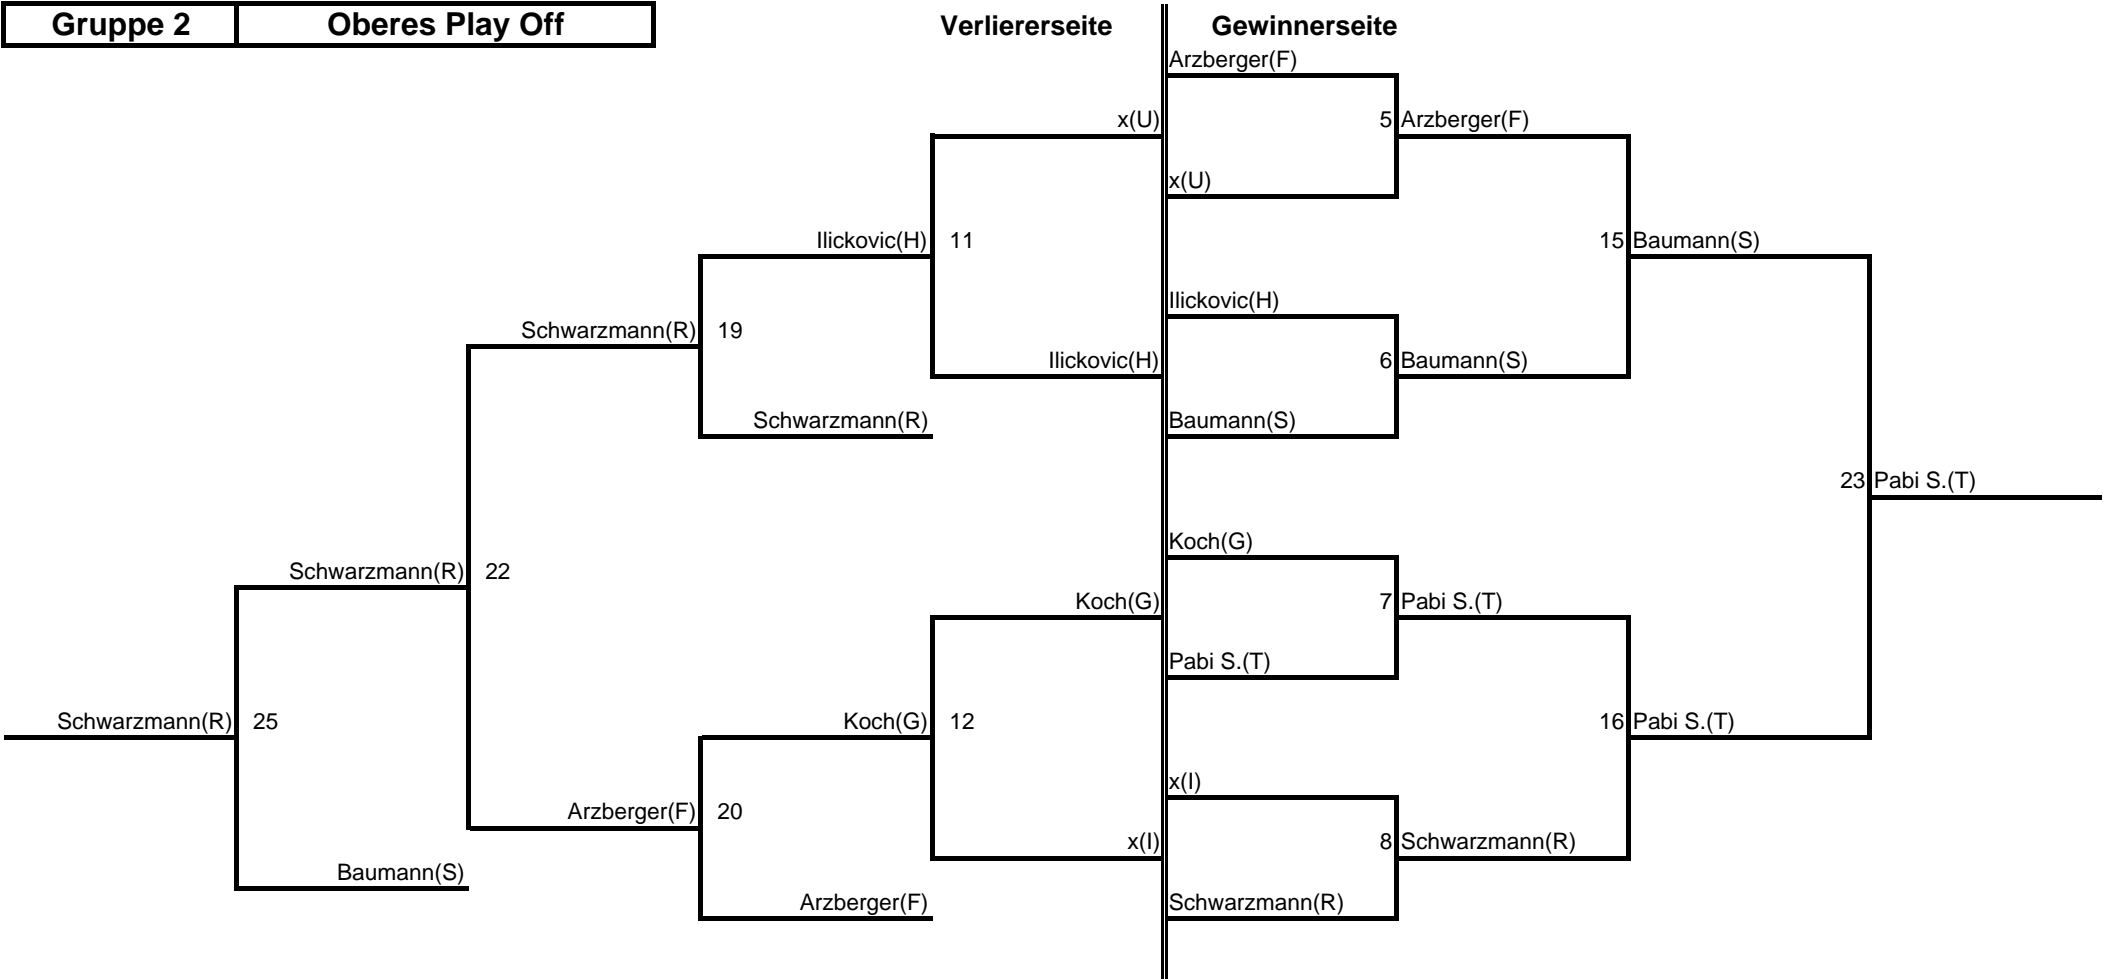 Gruppe 2 Oberes Play Off Verliererseite Gewinnerseite
Arzberger(F)
x(U) 5 Arzberger(F)
x(U)
Ilickovic(H) 11 15 Baumann(S)
Ilickovic(H)
Schwarzmann(R) 19
Ilickovic(H) 6 Baumann(S)
Schwarzmann(R) Baumann(S)
23 Pabi S.(T)
Koch(G)
Schwarzmann(R) 22
Koch(G) 7 Pabi S.(T)
Pabi S.(T)
Schwarzmann(R) 25 Koch(G) 12 16 Pabi S.(T)
x(I)
Arzberger(F) 20
x(I) 8 Schwarzmann(R)
Baumann(S)
Arzberger(F) Schwarzmann(R)